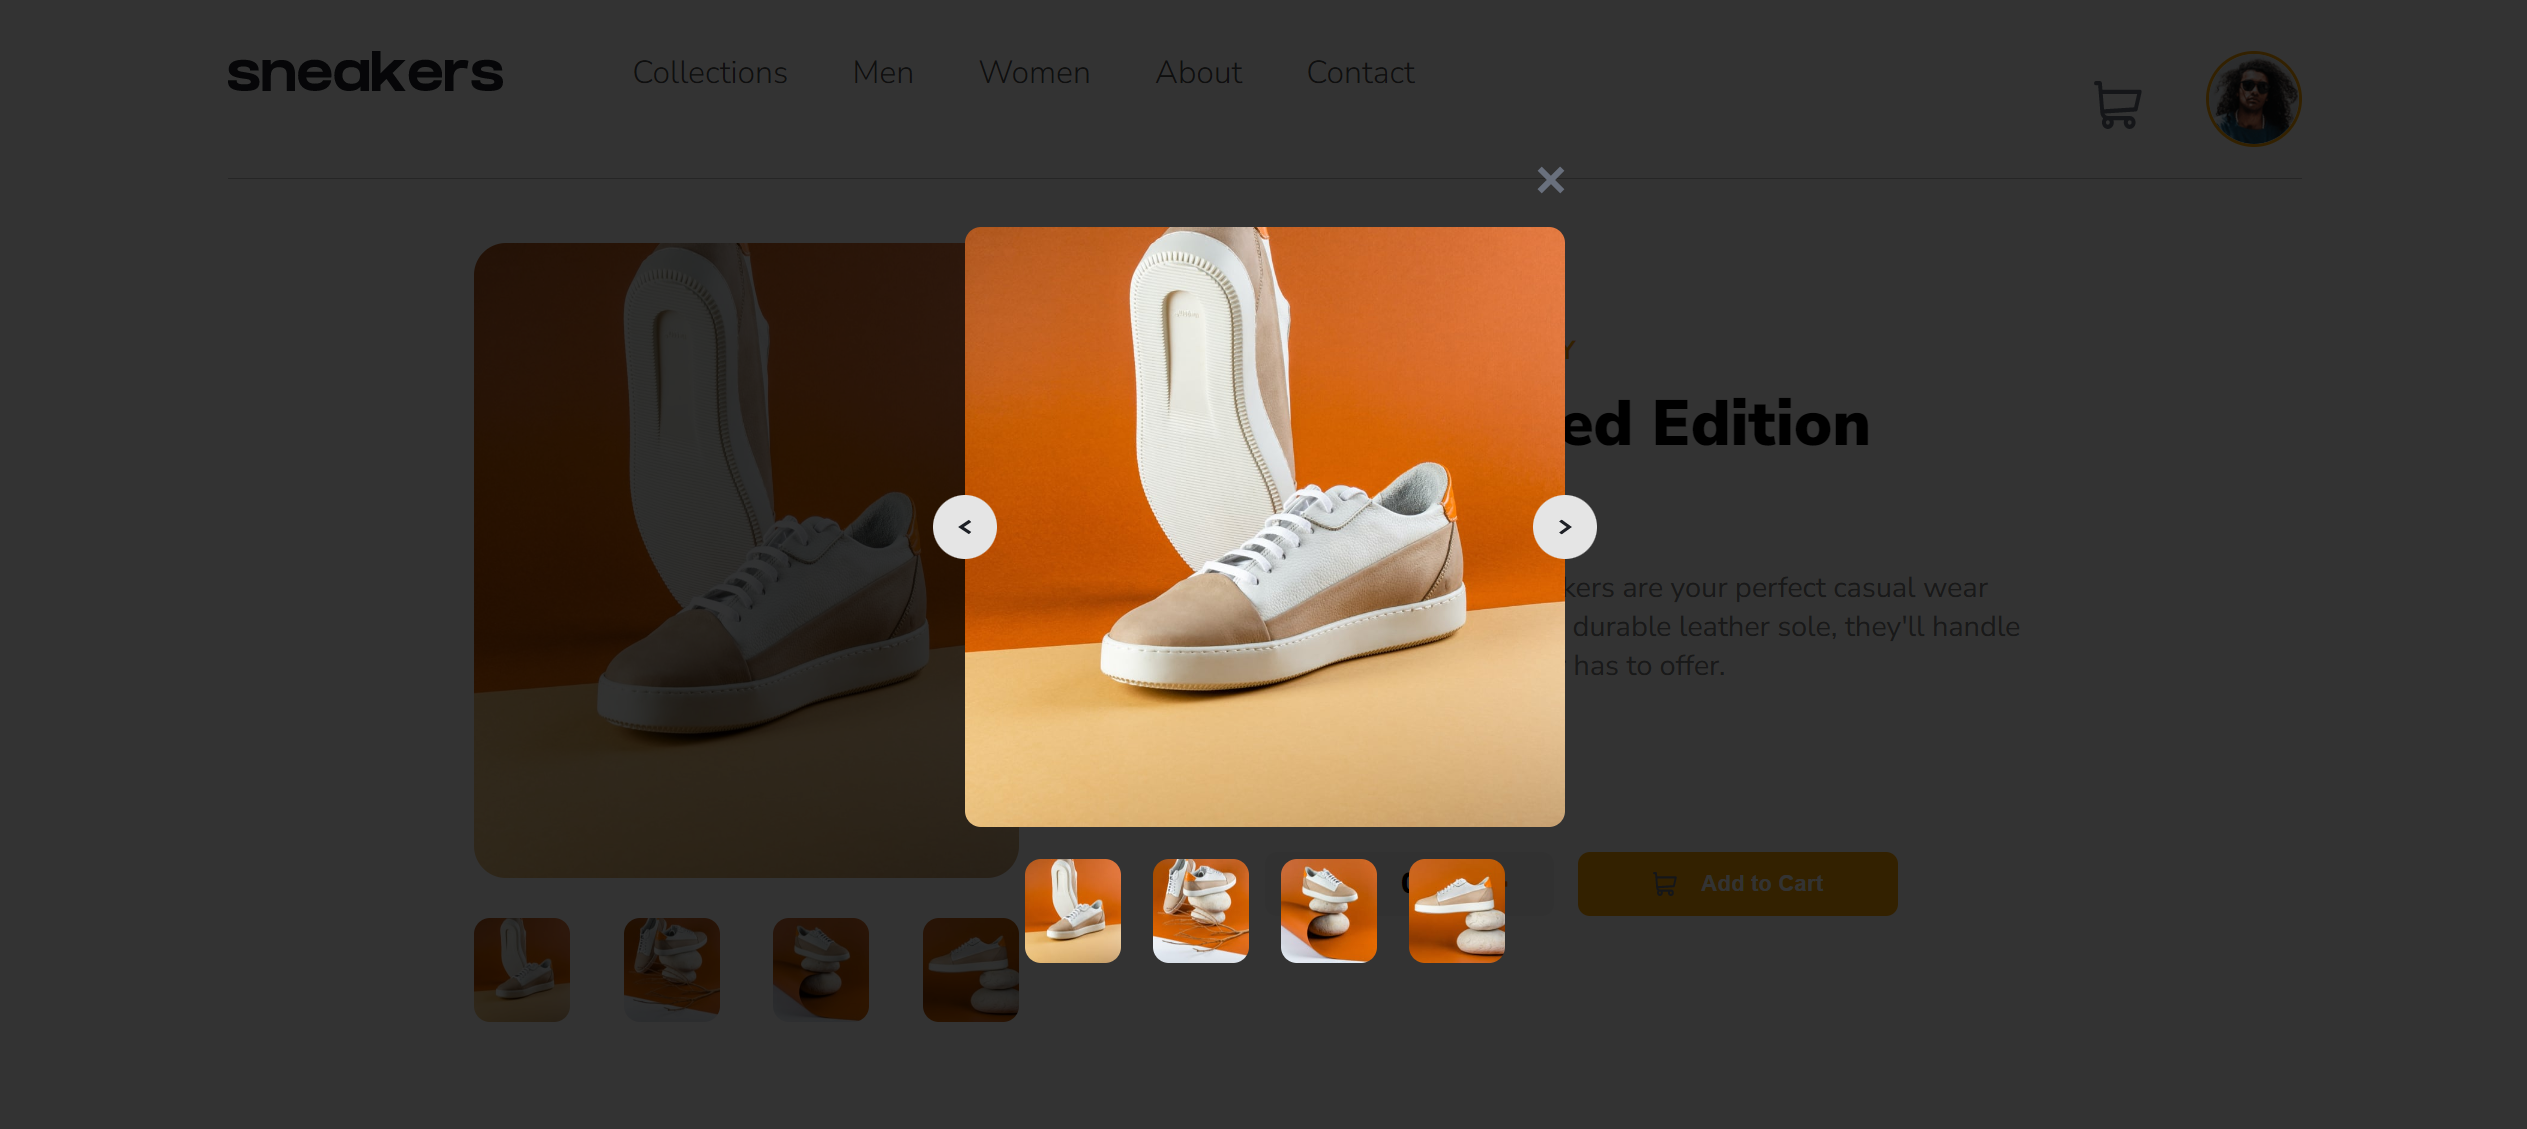 sneakers
Collections Men Women About Contact
Y
ed Edition
kers are your perfect casual wear
durable leather sole, they'll handle
has to offer.
Add to Cart